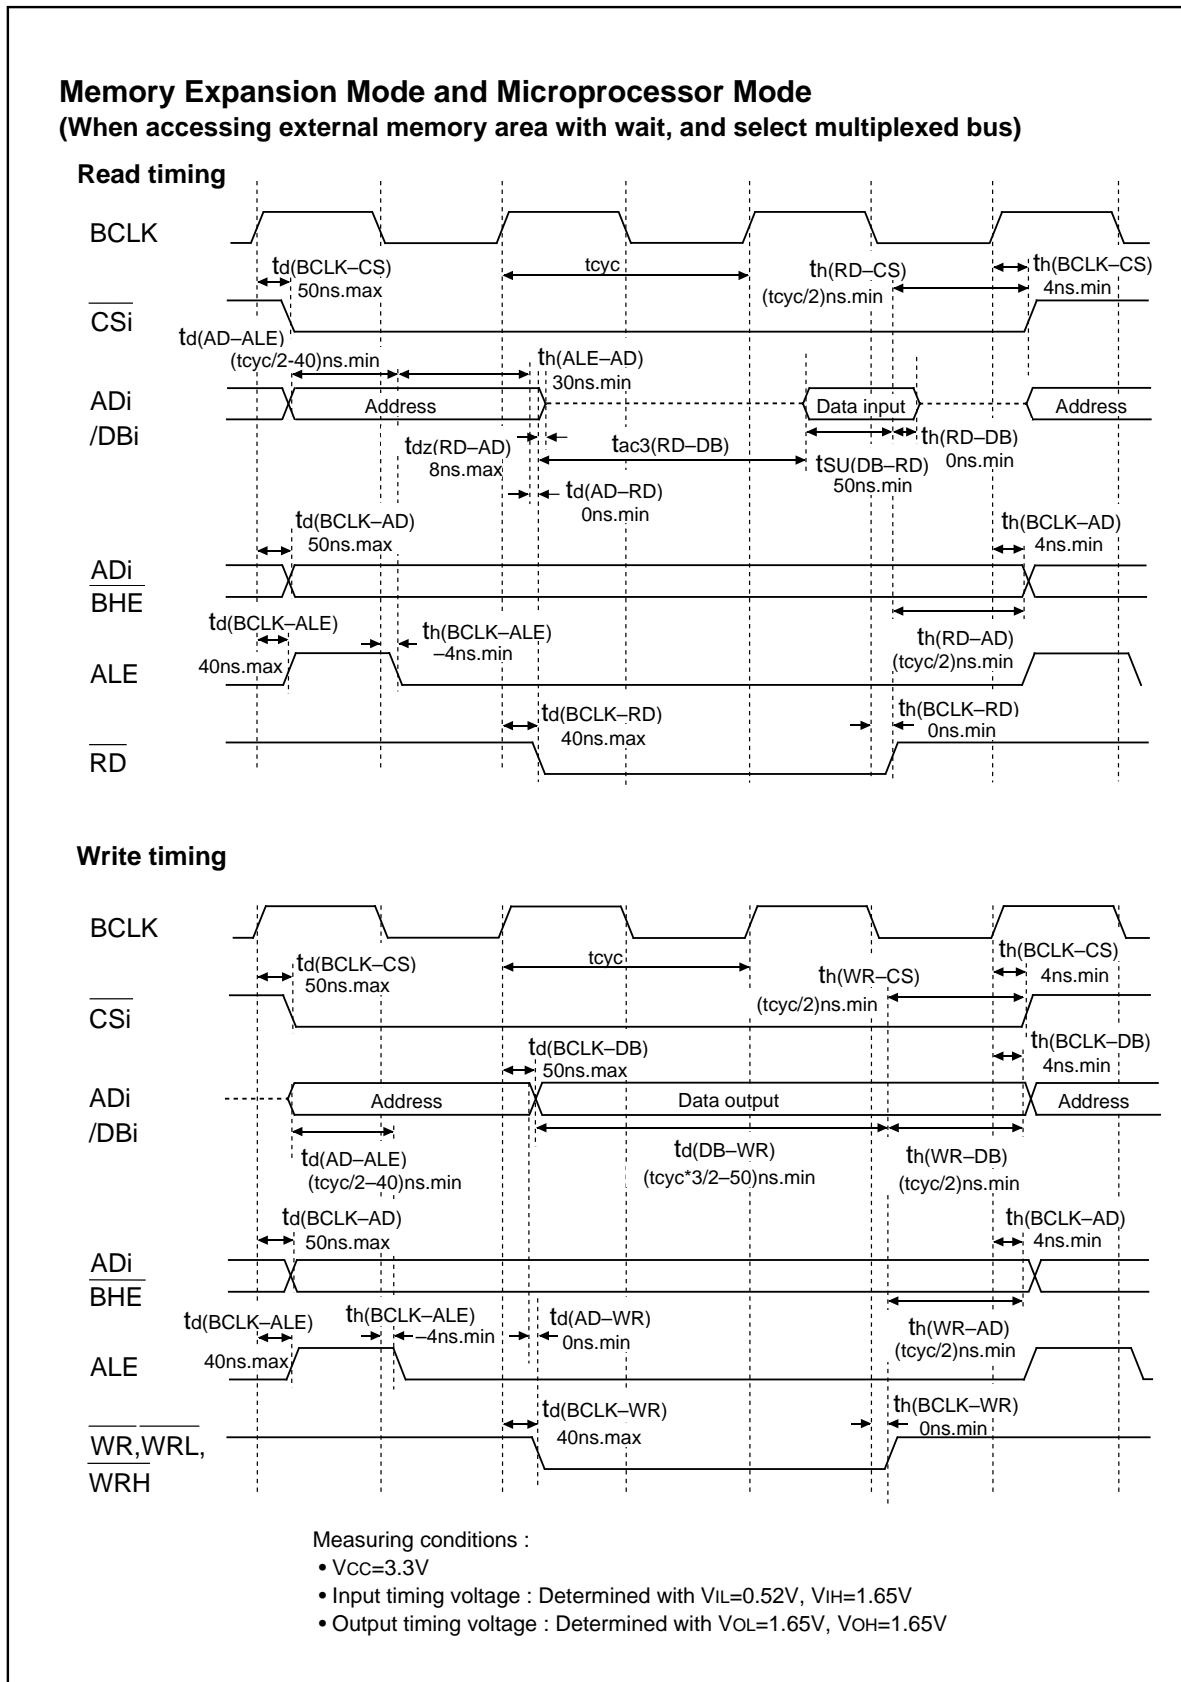 Memory Expansion Mode and Microprocessor Mode
(When accessing external memory area with wait, and select multiplexed bus)
Read timing
BCLK
td(BCLK–CS)
50ns.max
tcyc
th(RD–CS)
(tcyc/2)ns.min
th(BCLK–CS)
4ns.min
CSi
td(AD–ALE)
(tcyc/2-40)ns.min
th(ALE–AD)
30ns.min
ADi
/DBi
Address
Data input
Address
tdz(RD–AD)
8ns.max
tac3(RD–DB)
th(RD–DB)
0ns.min
tSU(DB–RD)
50ns.min
td(AD–RD)
0ns.min
td(BCLK–AD)
50ns.max
th(BCLK–AD)
4ns.min
ADi
BHE
td(BCLK–ALE)
40ns.max
th(BCLK–ALE)
–4ns.min
th(RD–AD)
(tcyc/2)ns.min
ALE
td(BCLK–RD)
40ns.max
th(BCLK–RD)
0ns.min
RD
Write timing
BCLK
td(BCLK–CS)
50ns.max
tcyc
th(WR–CS)
(tcyc/2)ns.min
th(BCLK–CS)
4ns.min
CSi
td(BCLK–DB)
50ns.max
th(BCLK–DB)
4ns.min
ADi
/DBi
Address
Data output
Address
td(AD–ALE)
(tcyc/2–40)ns.min
td(DB–WR)
(tcyc*3/2–50)ns.min
th(WR–DB)
(tcyc/2)ns.min
td(BCLK–AD)
50ns.max
th(BCLK–AD)
4ns.min
ADi
BHE
td(BCLK–ALE)
40ns.max
th(BCLK–ALE)
–4ns.min
td(AD–WR)
0ns.min
th(WR–AD)
(tcyc/2)ns.min
ALE
td(BCLK–WR)
40ns.max
th(BCLK–WR)
0ns.min
WR,WRL,
WRH
Measuring conditions :
• VCC=3.3V
• Input timing voltage : Determined with VIL=0.52V, VIH=1.65V
• Output timing voltage : Determined with VOL=1.65V, VOH=1.65V